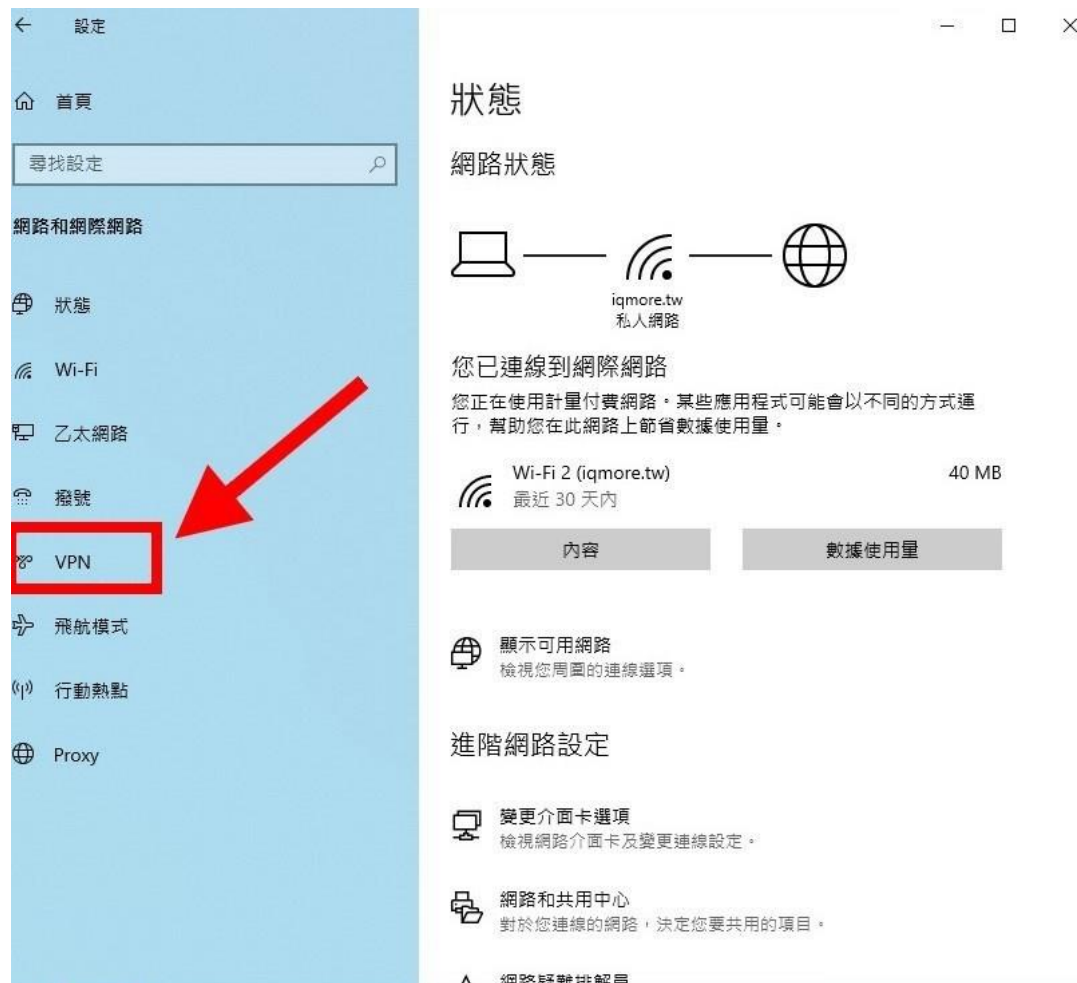 設定
首頁
尋找設定
網路和網際網路
狀態
Wi-Fi
乙太網路
撥號
VPN
飛航模式
行動熱點
Proxy
狀態
網路狀態
iqmore.tw
私人網路
您已連線到網際網路
您正在使用計量付費網路。某些應用程式可能會以不同的方式運
行，幫助您在此網路上節省數據使用量。
Wi-Fi 2 (iqmore.tw)
40 MB
最近 30 天內
內容
數據使用量
顯示可用網路
檢視您周圍的連線選項。
進階網路設定
變更介面卡選項
檢視網路介面卡及變更連線設定。
網路和共用中心
對於您連線的網路，決定您要共用的項目。
網路疑難排解員